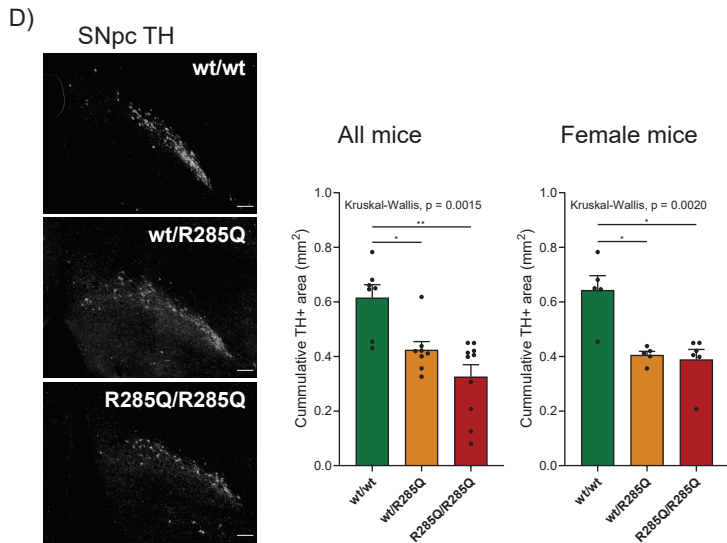 D)
SNpc TH
wt/wt
wt/R285Q
R285Q/R285Q
All mice
Cummulative TH+ area (mm²)
1.0
0.8
0.6
0.4
0.2
0.0
Kruskal-Wallis, p = 0.0015
**
*
wt/wt
wt/R285Q
R285Q/R285Q
Female mice
Cummulative TH+ area (mm²)
1.0
0.8
0.6
0.4
0.2
0.0
Kruskal-Wallis, p = 0.0020
*
*
wt/wt
wt/R285Q
R285Q/R285Q